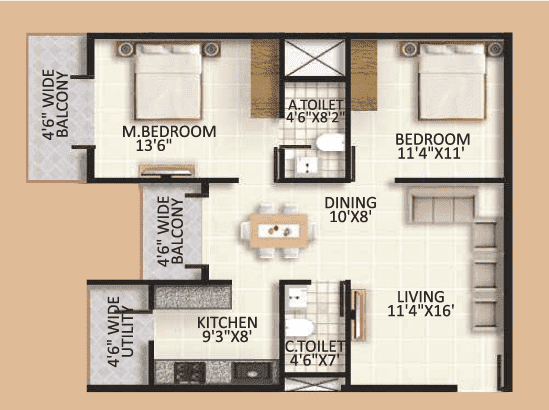 4'6" WIDE
BALCONY
M.BEDROOM
13'6"
A.TOILET
4'6"X8'2"
BEDROOM
11'4"X11'
4'6" WIDE
BALCONY
DINING
10'X8'
4'6" WIDE
UTILITY
KITCHEN
9'3"X8'
C.TOILET
4'6"X7'
LIVING
11'4"X16'